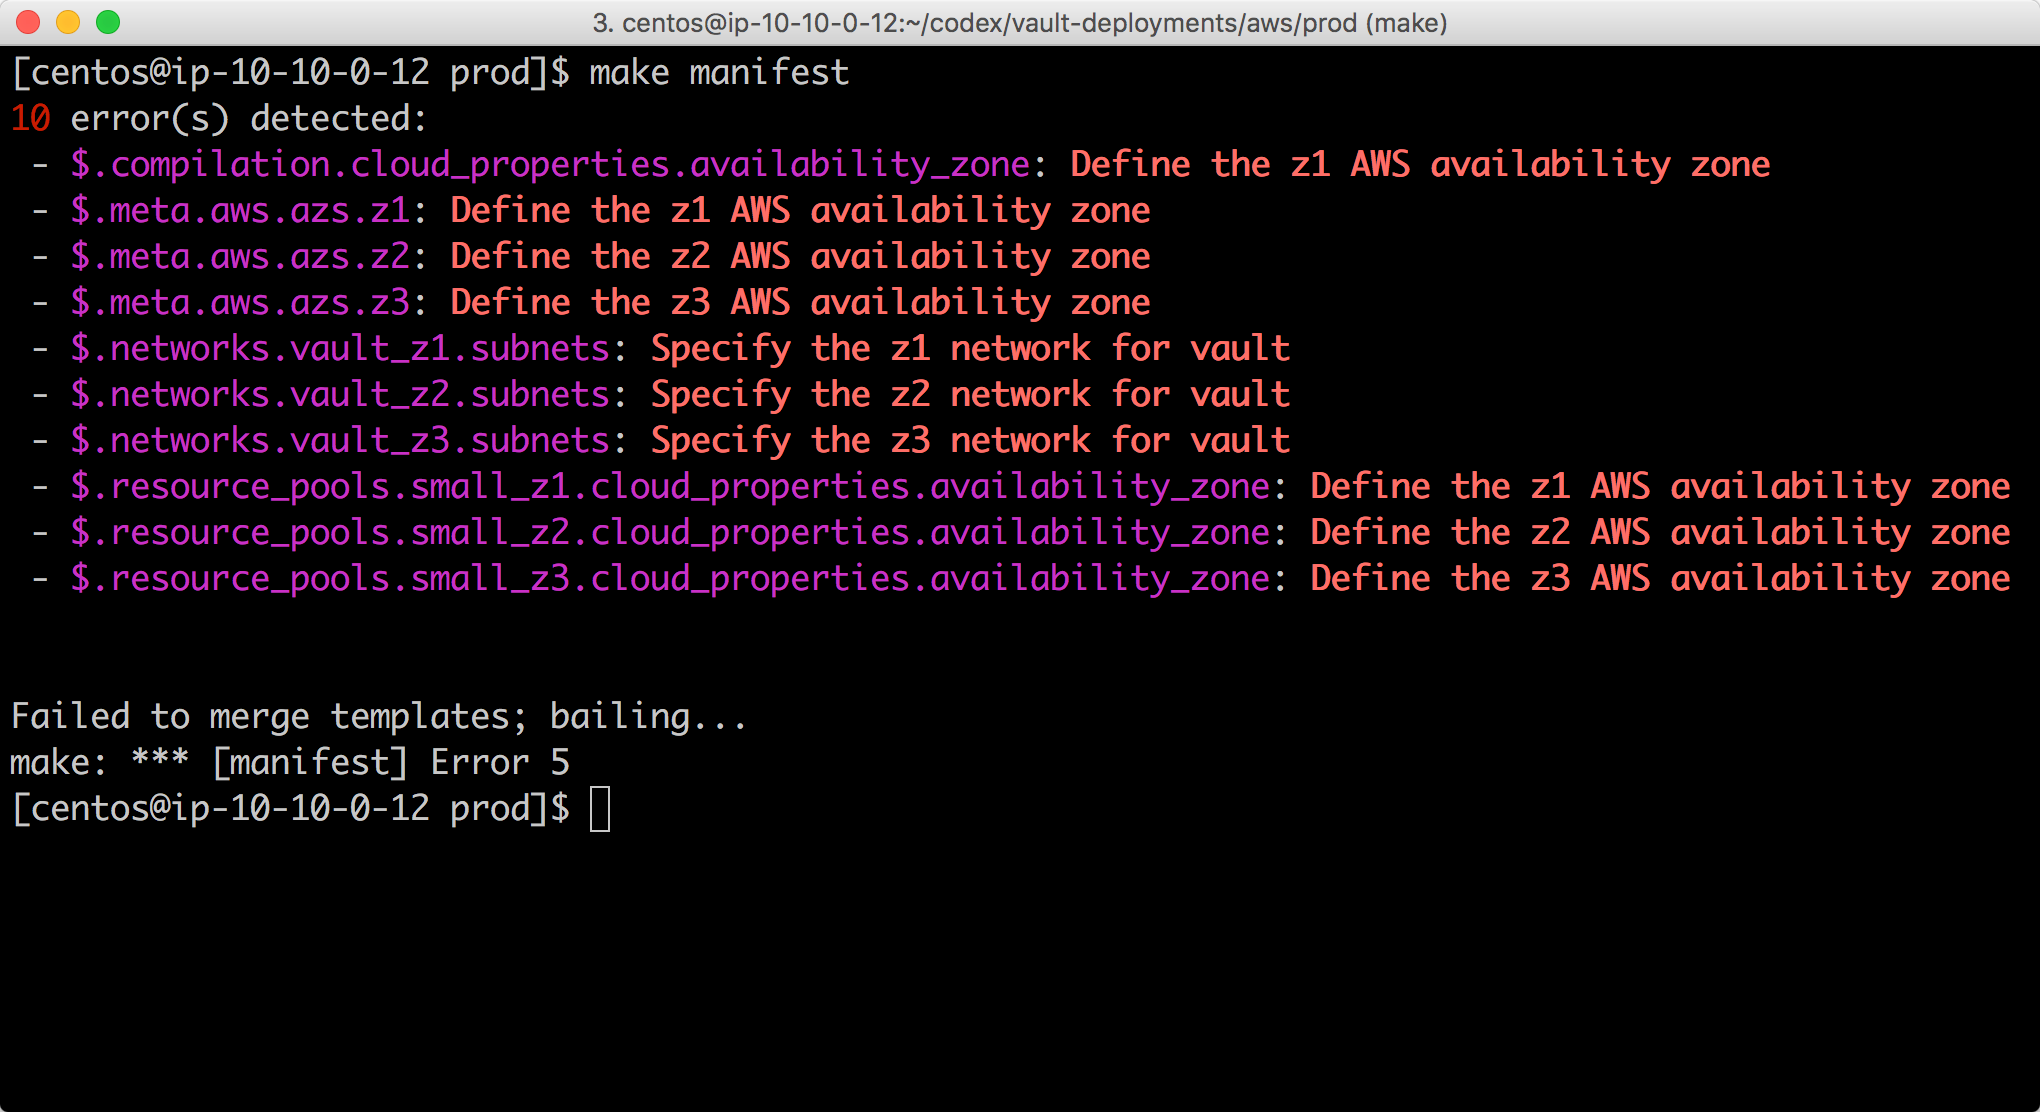 3. centos@ip-10-10-0-12:~/codex/vault-deployments/aws/prod (make)
[centos@ip-10-10-0-12 prod]$ make manifest
10 error(s) detected:
 - $.compilation.cloud_properties.availability_zone: Define the z1 AWS availability zone
 - $.meta.aws.azs.z1: Define the z1 AWS availability zone
 - $.meta.aws.azs.z2: Define the z2 AWS availability zone
 - $.meta.aws.azs.z3: Define the z3 AWS availability zone
 - $.networks.vault_z1.subnets: Specify the z1 network for vault
 - $.networks.vault_z2.subnets: Specify the z2 network for vault
 - $.networks.vault_z3.subnets: Specify the z3 network for vault
 - $.resource_pools.small_z1.cloud_properties.availability_zone: Define the z1 AWS availability zone
 - $.resource_pools.small_z2.cloud_properties.availability_zone: Define the z2 AWS availability zone
 - $.resource_pools.small_z3.cloud_properties.availability_zone: Define the z3 AWS availability zone
Failed to merge templates; bailing...
make: *** [manifest] Error 5
[centos@ip-10-10-0-12 prod]$